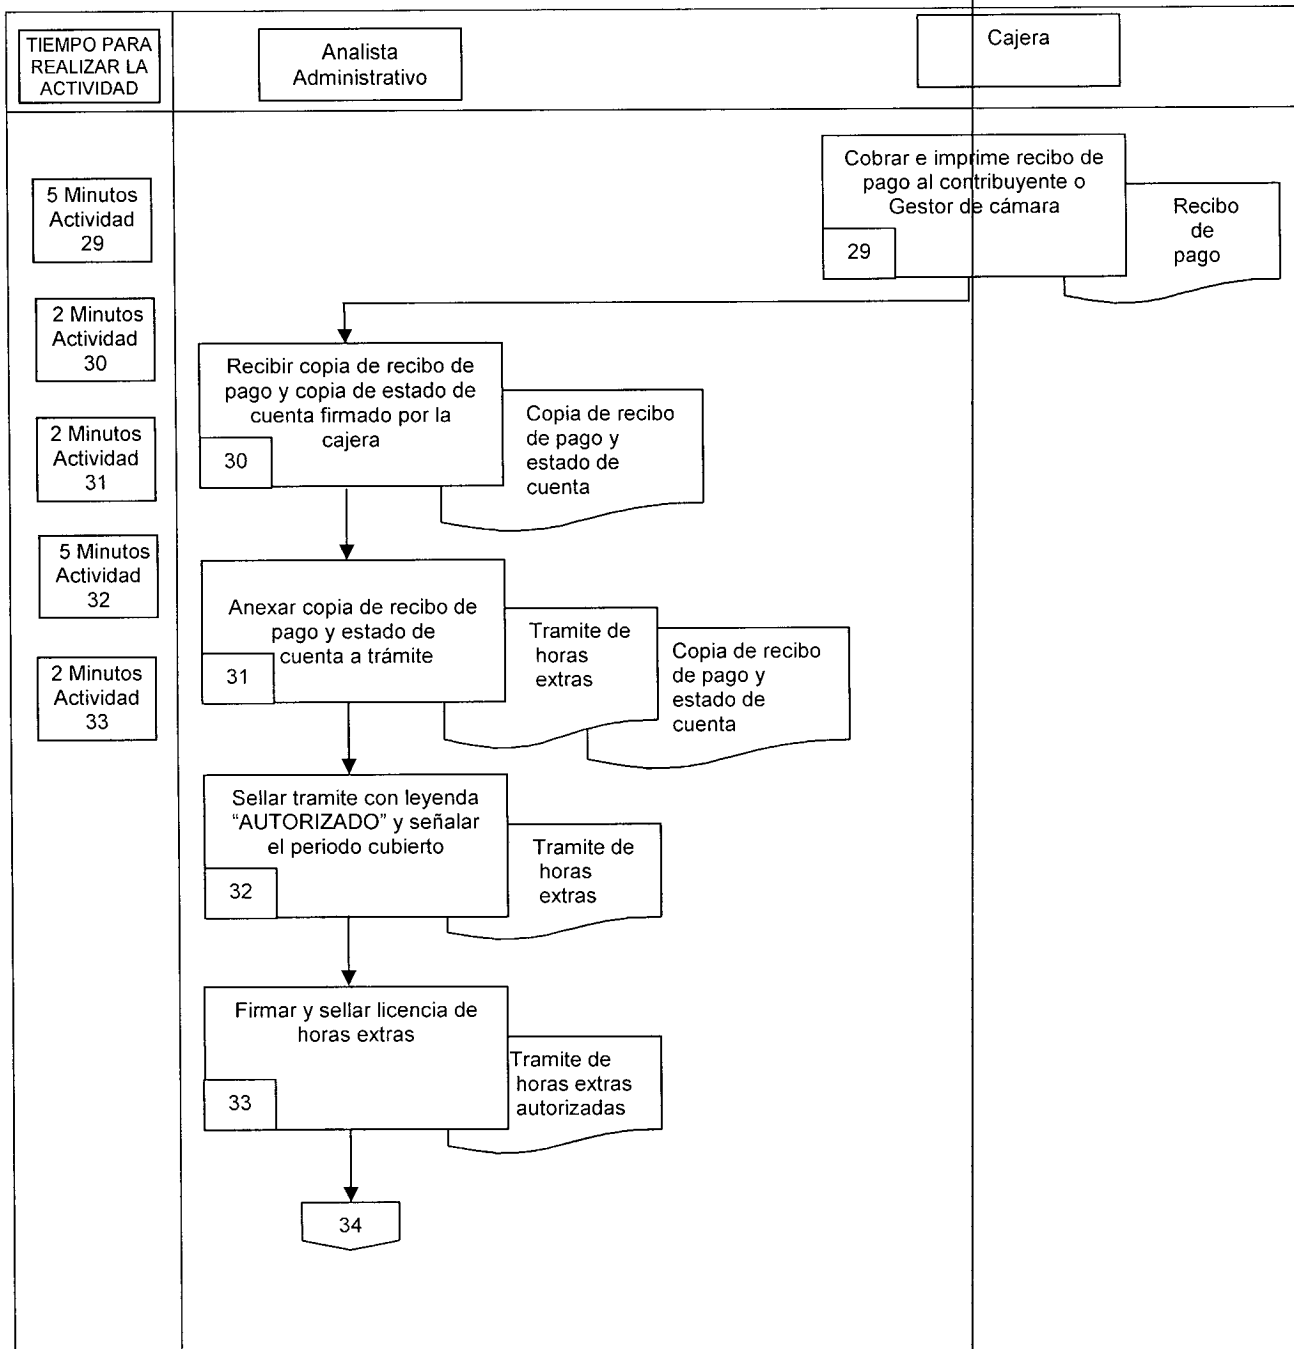 TIEMPO PARA
REALIZAR LA
ACTIVIDAD
Analista
Administrativo
Cajera
5 Minutos
Actividad
29
2 Minutos
Actividad
30
2 Minutos
Actividad
31
5 Minutos
Actividad
32
2 Minutos
Actividad
33
Cobrar e imprime recibo de
pago al contribuyente o
Gestor de cámara
29
Recibo
de
pago
Recibir copia de recibo de
pago y copia de estado de
cuenta firmado por la
cajera
30
Copia de recibo
de pago y
estado de
cuenta
Anexar copia de recibo de
pago y estado de
cuenta a trámite
31
Tramite de
horas
extras
Copia de recibo
de pago y
estado de
cuenta
Sellar tramite con leyenda
“AUTORIZADO” y señalar
el periodo cubierto
32
Tramite de
horas
extras
Firmar y sellar licencia de
horas extras
33
Tramite de
horas extras
autorizadas
34